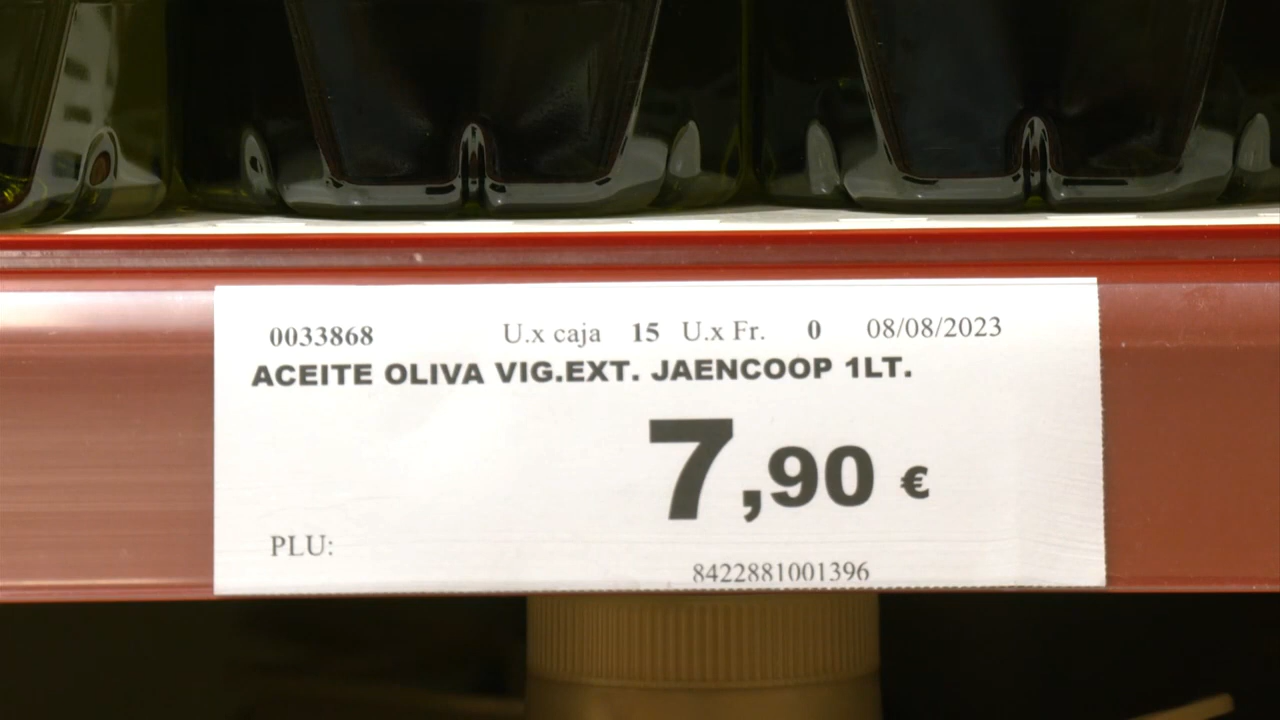 0033868 U.x caja 15 U.x Fr. 0 08/08/2023
ACEITE OLIVA VIG.EXT. JAENCOOP 1LT.
7,90 €
PLU:
8422881001396